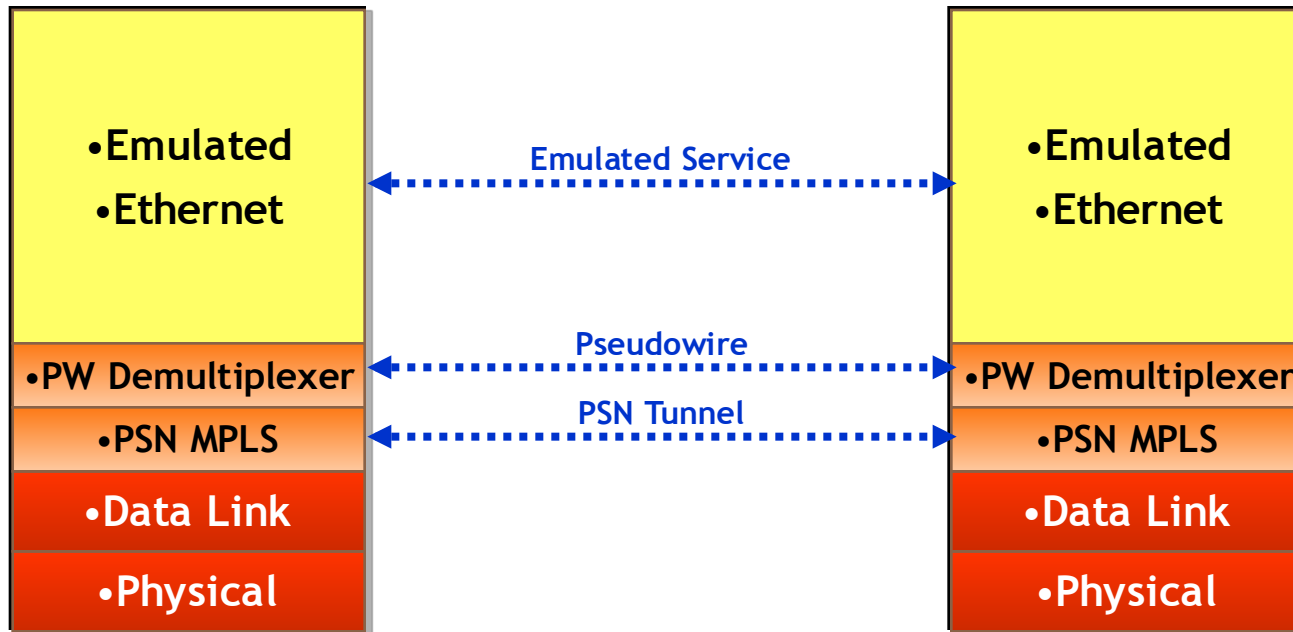 •Emulated
•Ethernet
•PW Demultiplexer
•PSN MPLS
•Data Link
•Physical
Emulated Service
Pseudowire
PSN Tunnel
•Emulated
•Ethernet
•PW Demultiplexer
•PSN MPLS
•Data Link
•Physical